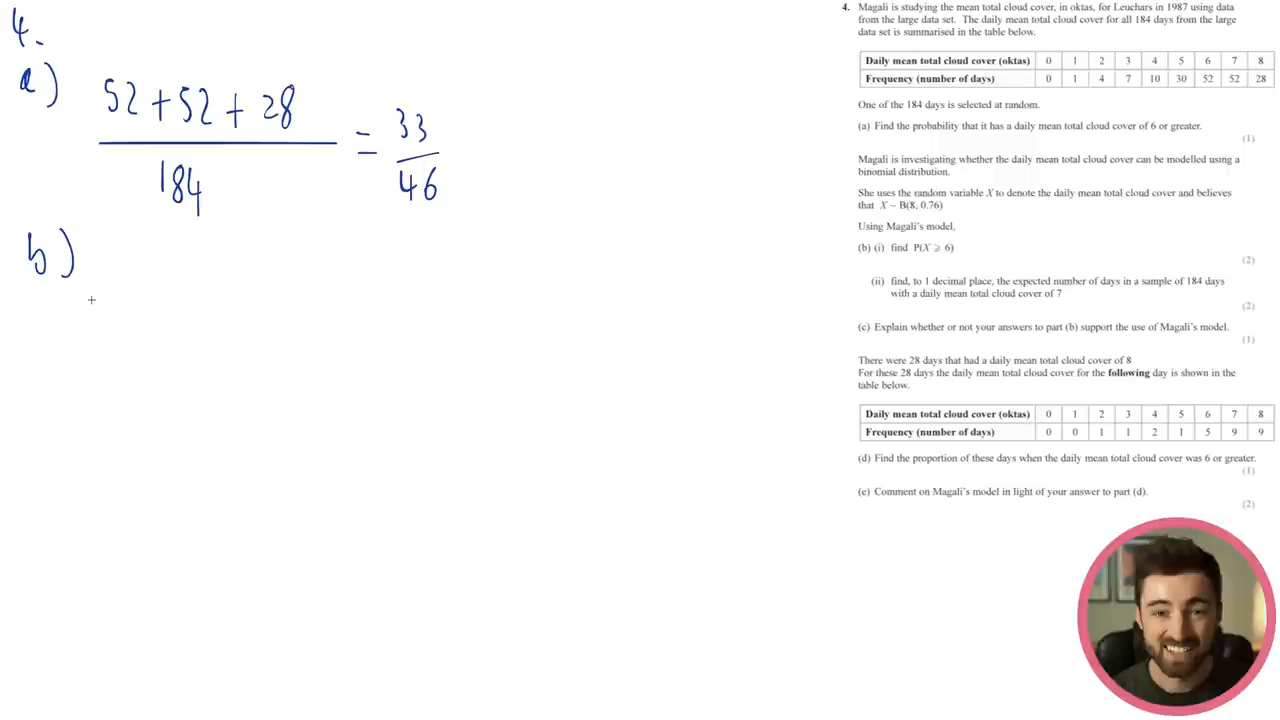 4.
a) 52 + 52 + 28 / 184 = 33 / 46
b)
4. Magali is studying the mean total cloud cover, in oktas, for Leuchars in 1987 using data
from the large data set. The daily mean total cloud cover for all 184 days from the large
data set is summarised in the table below.
Daily mean total cloud cover (oktas) 0 1 2 3 4 5 6 7 8
Frequency (number of days) 0 1 4 7 10 30 52 52 28
One of the 184 days is selected at random.
(a) Find the probability that it has a daily mean total cloud cover of 6 or greater.
(1)
Magali is investigating whether the daily mean total cloud cover can be modelled using a
binomial distribution.
She uses the random variable X to denote the daily mean total cloud cover and believes
that X ~ B(8, 0.76)
Using Magali's model,
(b) (i) find P(X ⩾ 6)
(2)
(ii) find, to 1 decimal place, the expected number of days in a sample of 184 days
with a daily mean total cloud cover of 7
(2)
(c) Explain whether or not your answers to part (b) support the use of Magali's model.
(1)
There were 28 days that had a daily mean total cloud cover of 8
For these 28 days the daily mean total cloud cover for the following day is shown in the
table below.
Daily mean total cloud cover (oktas) 0 1 2 3 4 5 6 7 8
Frequency (number of days) 0 0 1 1 2 1 5 9 9
(d) Find the proportion of these days when the daily mean total cloud cover was 6 or greater.
(1)
(e) Comment on Magali's model in light of your answer to part (d).
(2)